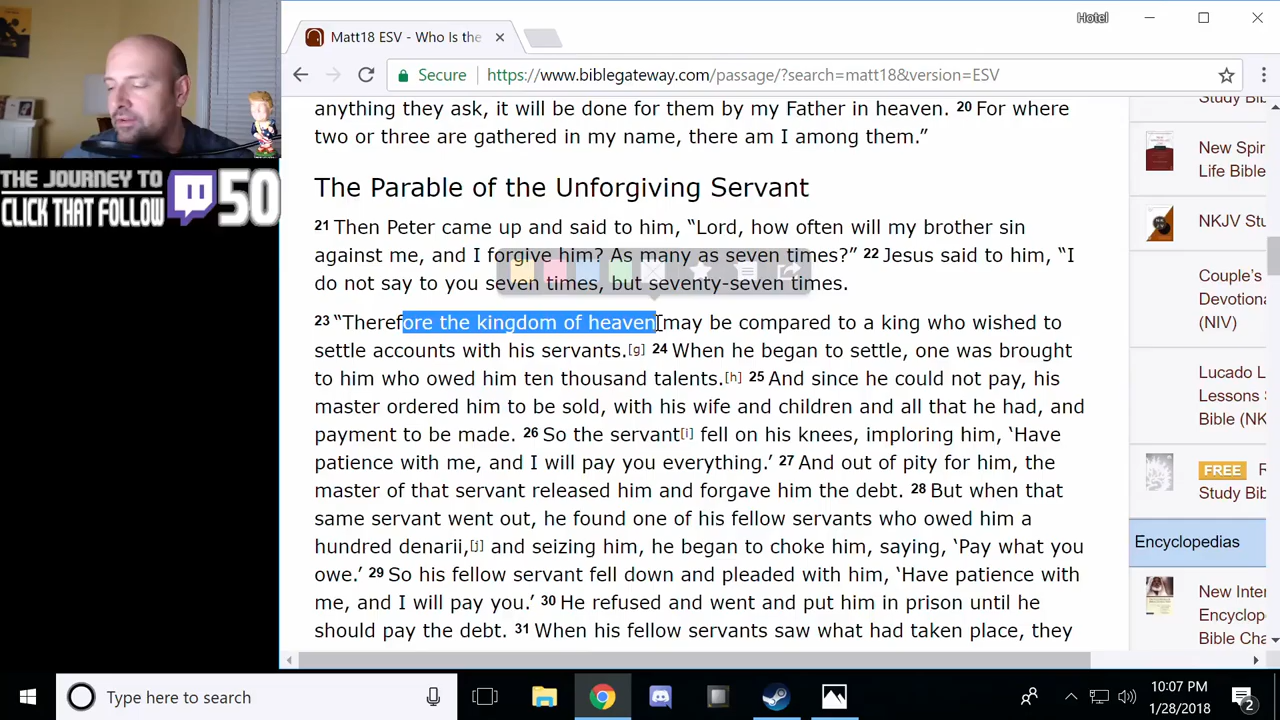 Hotel
Matt18 ESV - Who Is the
Secure
https://www.biblegateway.com/passage/?search=matt18&version=ESV
THE JOURNEY TO
CLICK THAT FOLLOW
50
anything they ask, it will be done for them by my Father in heaven. 20 For where
two or three are gathered in my name, there am I among them.”
The Parable of the Unforgiving Servant
21 Then Peter came up and said to him, “Lord, how often will my brother sin
against me, and I forgive him? As many as seven times?” 22 Jesus said to him, “I
do not say to you seven times, but seventy-seven times.
23 “Therefore the kingdom of heaven may be compared to a king who wished to
settle accounts with his servants.[g] 24 When he began to settle, one was brought
to him who owed him ten thousand talents.[h] 25 And since he could not pay, his
master ordered him to be sold, with his wife and children and all that he had, and
payment to be made. 26 So the servant[i] fell on his knees, imploring him, ‘Have
patience with me, and I will pay you everything.’ 27 And out of pity for him, the
master of that servant released him and forgave him the debt. 28 But when that
same servant went out, he found one of his fellow servants who owed him a
hundred denarii,[j] and seizing him, he began to choke him, saying, ‘Pay what you
owe.’ 29 So his fellow servant fell down and pleaded with him, ‘Have patience with
me, and I will pay you.’ 30 He refused and went and put him in prison until he
should pay the debt. 31 When his fellow servants saw what had taken place, they
Study Bib
New Spir
Life Bible
NKJV Stu
Couple's
Devotiona
(NIV)
Lucado L
Lessons S
Bible (NK
FREE R
Study Bib
Encyclopedias
New Inter
Encyclop
Bible Cha
Type here to search
10:07 PM
1/28/2018
2